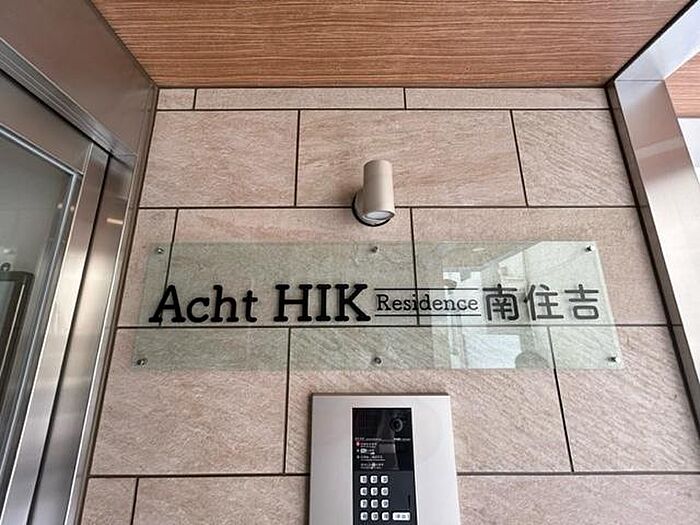 Acht HIK Residence 南住吉